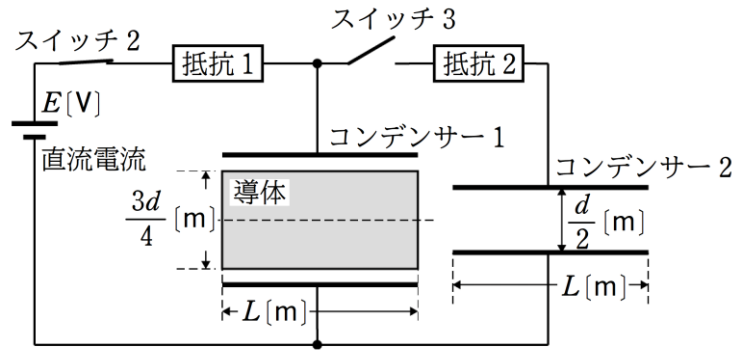 スイッチ2
スイッチ3
抵抗1
抵抗2
E[V]
直流電流
コンデンサー1
コンデンサー2
導体
3d/4 [m]
d/2 [m]
L[m]
L[m]